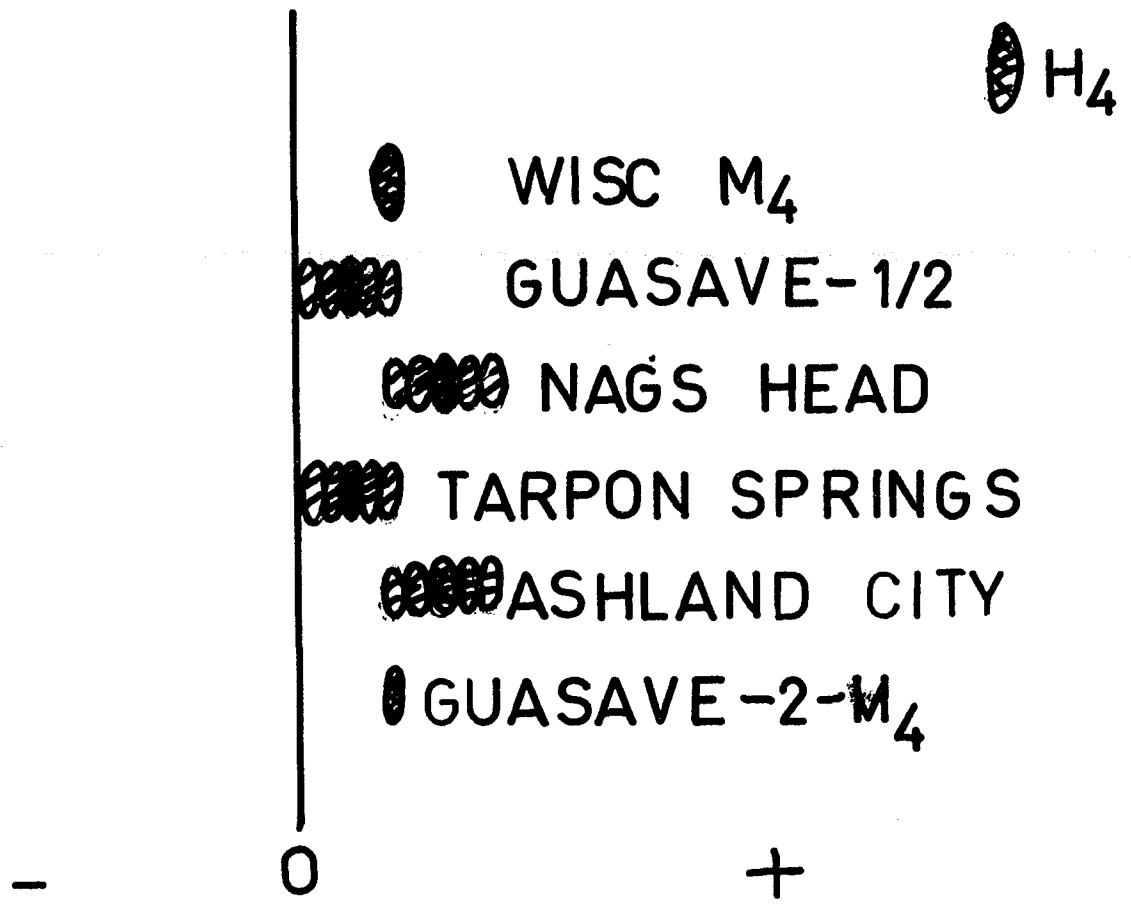 H₄
WISC M₄
GUASAVE-1/2
NAGS HEAD
TARPON SPRINGS
ASHLAND CITY
GUASAVE-2-M₄
- 0 +